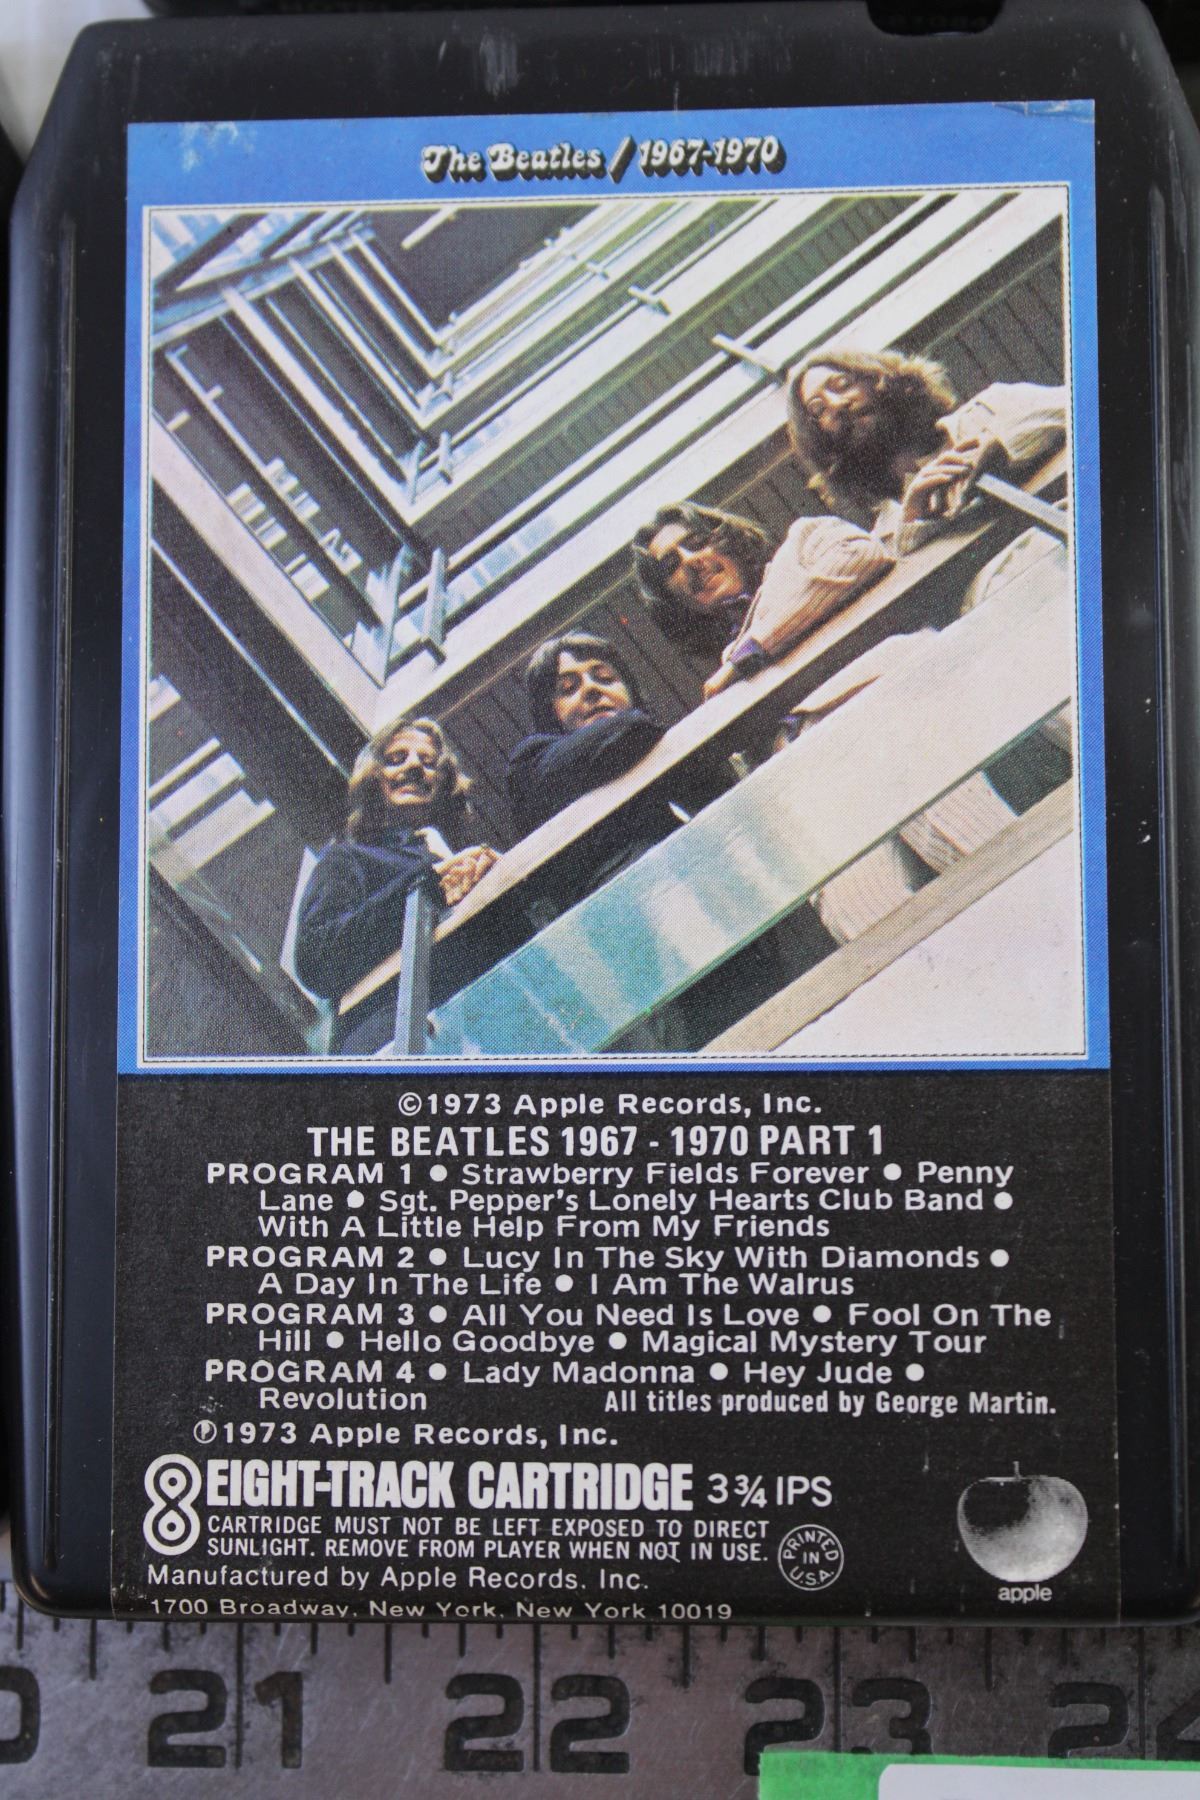 The Beatles / 1967-1970
©1973 Apple Records, Inc.
THE BEATLES 1967 - 1970 PART 1
PROGRAM 1 ● Strawberry Fields Forever ● Penny
Lane ● Sgt. Pepper's Lonely Hearts Club Band ●
With A Little Help From My Friends
PROGRAM 2 ● Lucy In The Sky With Diamonds ●
A Day In The Life ● I Am The Walrus
PROGRAM 3 ● All You Need Is Love ● Fool On The
Hill ● Hello Goodbye ● Magical Mystery Tour
PROGRAM 4 ● Lady Madonna ● Hey Jude ●
Revolution All titles produced by George Martin.
℗1973 Apple Records, Inc.
8 EIGHT-TRACK CARTRIDGE 3¾ IPS
CARTRIDGE MUST NOT BE LEFT EXPOSED TO DIRECT
SUNLIGHT. REMOVE FROM PLAYER WHEN NOT IN USE.
PRINTED IN U.S.A.
Manufactured by Apple Records, Inc.
1700 Broadway, New York, New York 10019
apple
21 22 23 24